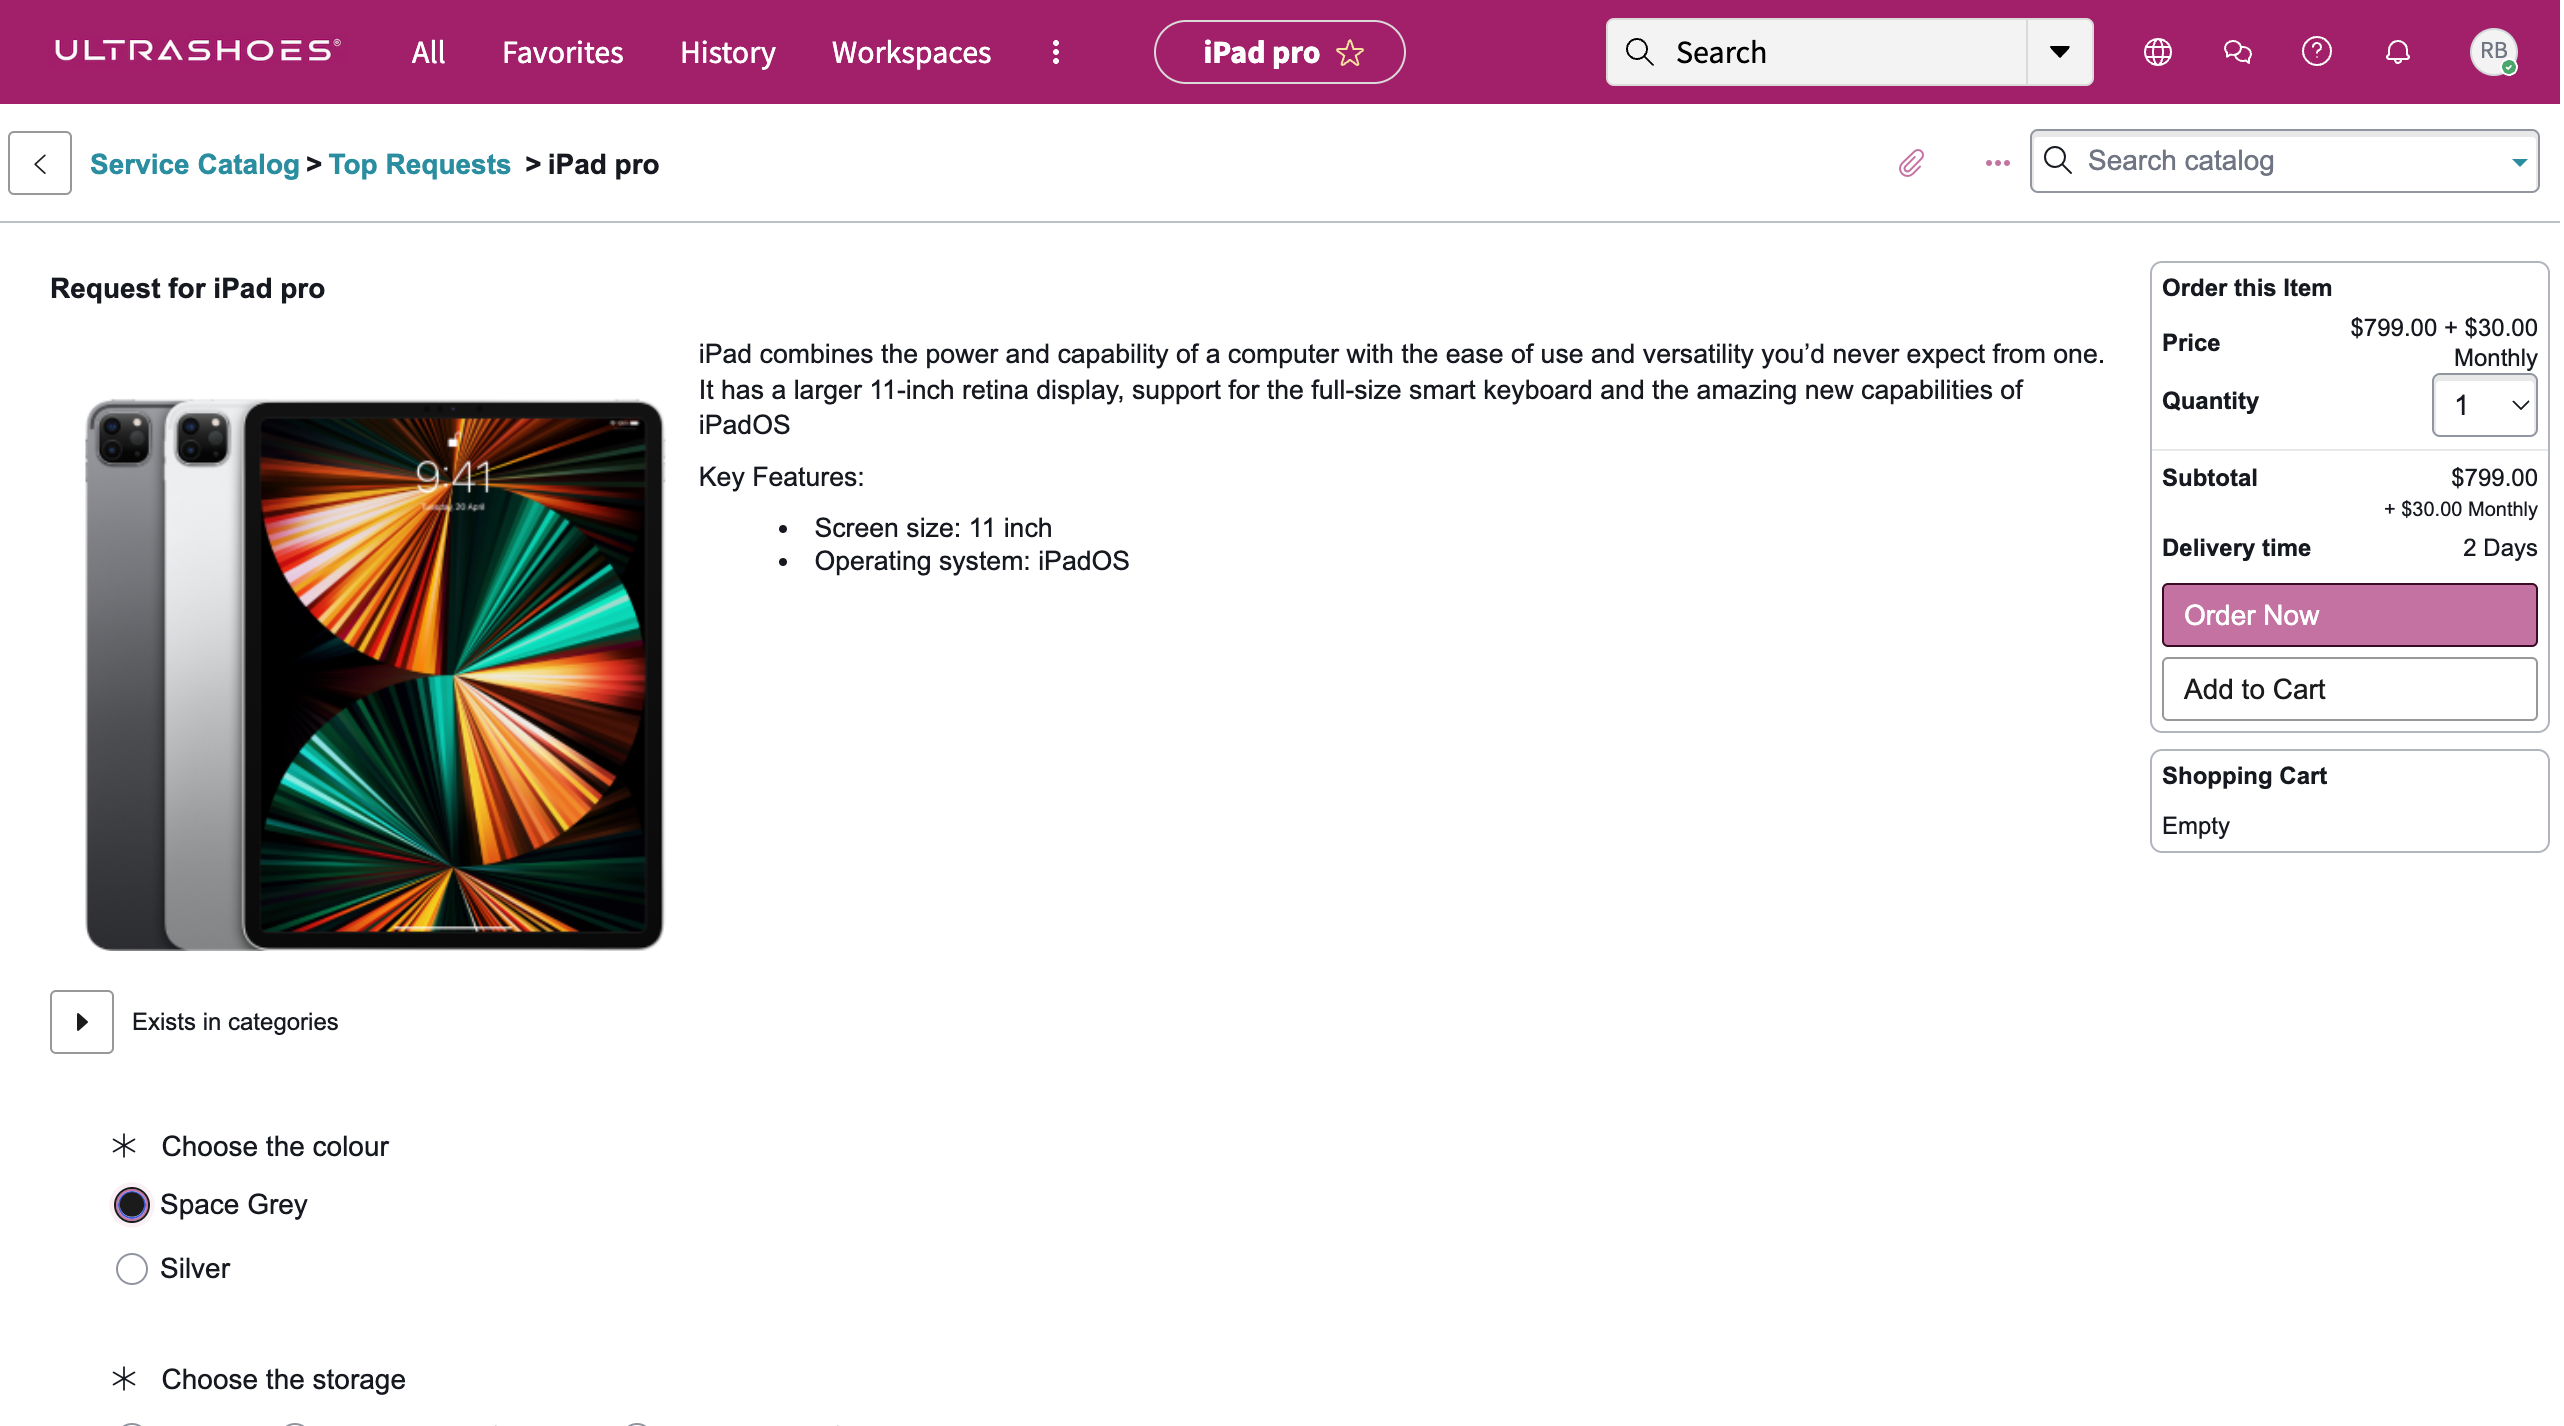 ULTRASHOES®
All
Favorites
History
Workspaces
iPad pro
Search
RB
Service Catalog > Top Requests > iPad pro
Search catalog
Request for iPad pro
iPad combines the power and capability of a computer with the ease of use and versatility you’d never expect from one.
It has a larger 11-inch retina display, support for the full-size smart keyboard and the amazing new capabilities of
iPadOS
Key Features:
• Screen size: 11 inch
• Operating system: iPadOS
9:41
Tuesday, 20 April
Order this Item
Price
$799.00 + $30.00
Monthly
Quantity
1
Subtotal
$799.00
+ $30.00 Monthly
Delivery time
2 Days
Order Now
Add to Cart
Shopping Cart
Empty
Exists in categories
Choose the colour
Space Grey
Silver
Choose the storage